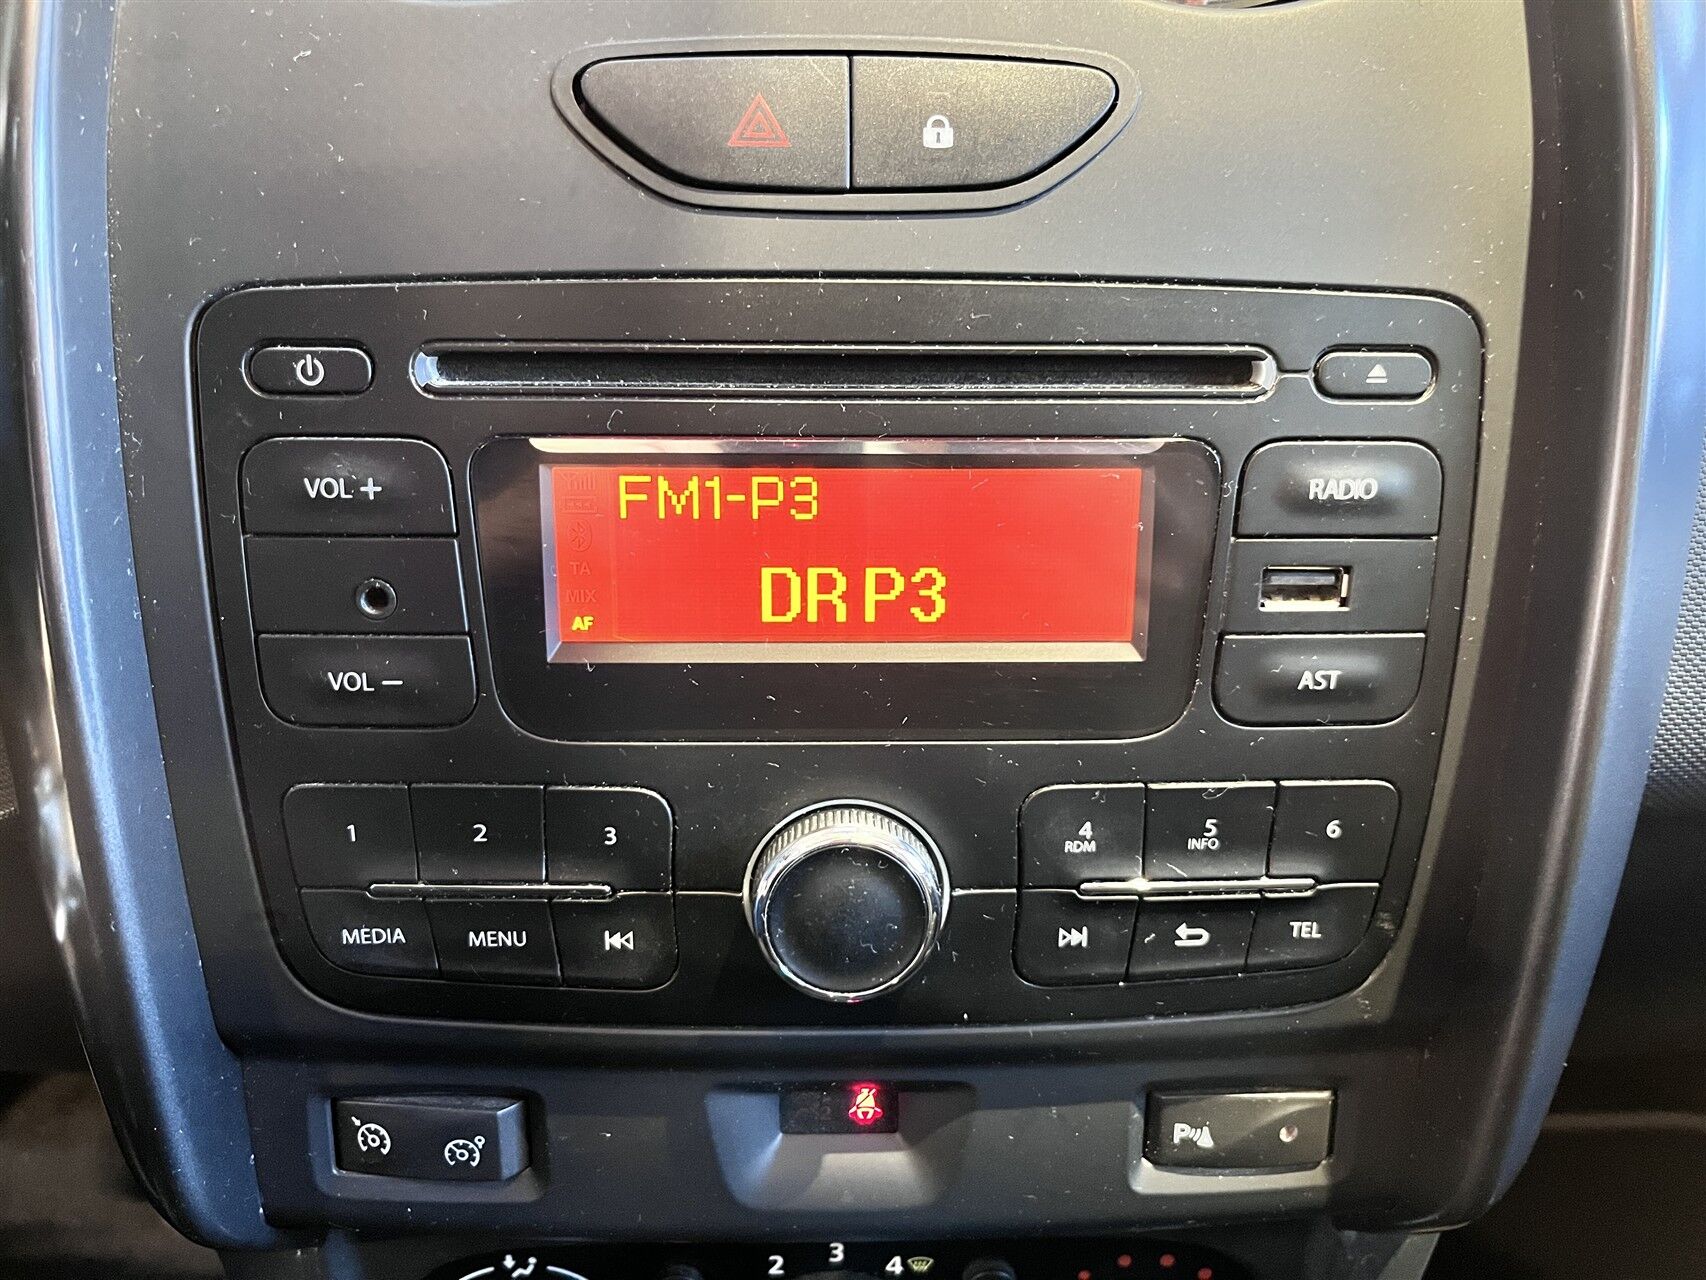 VOL +
VOL –
FM1-P3
DR P3
TA
MIX
AF
RADIO
AST
1
2
3
4
RDM
5
INFO
6
MEDIA
MENU
TEL
P
2
3
4